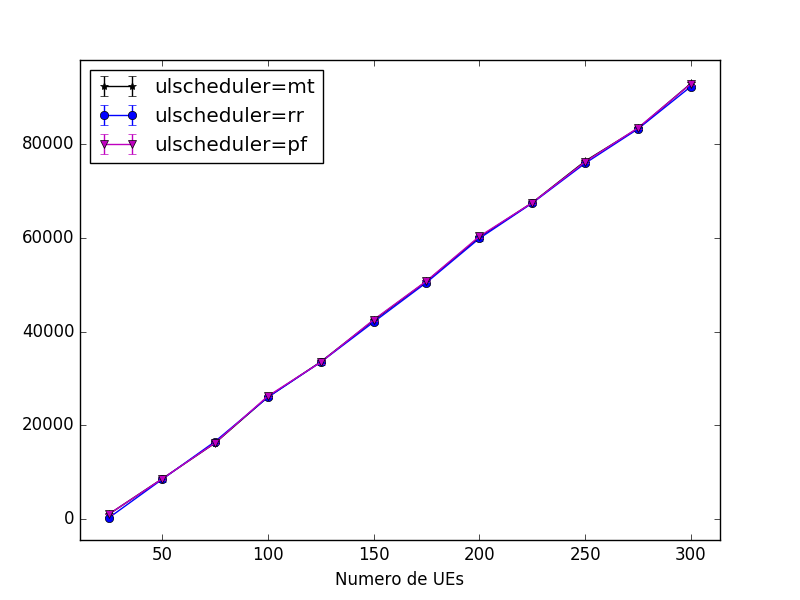 ulscheduler=mt
ulscheduler=rr
ulscheduler=pf
80000
60000
40000
20000
0
50 100 150 200 250 300
Numero de UEs